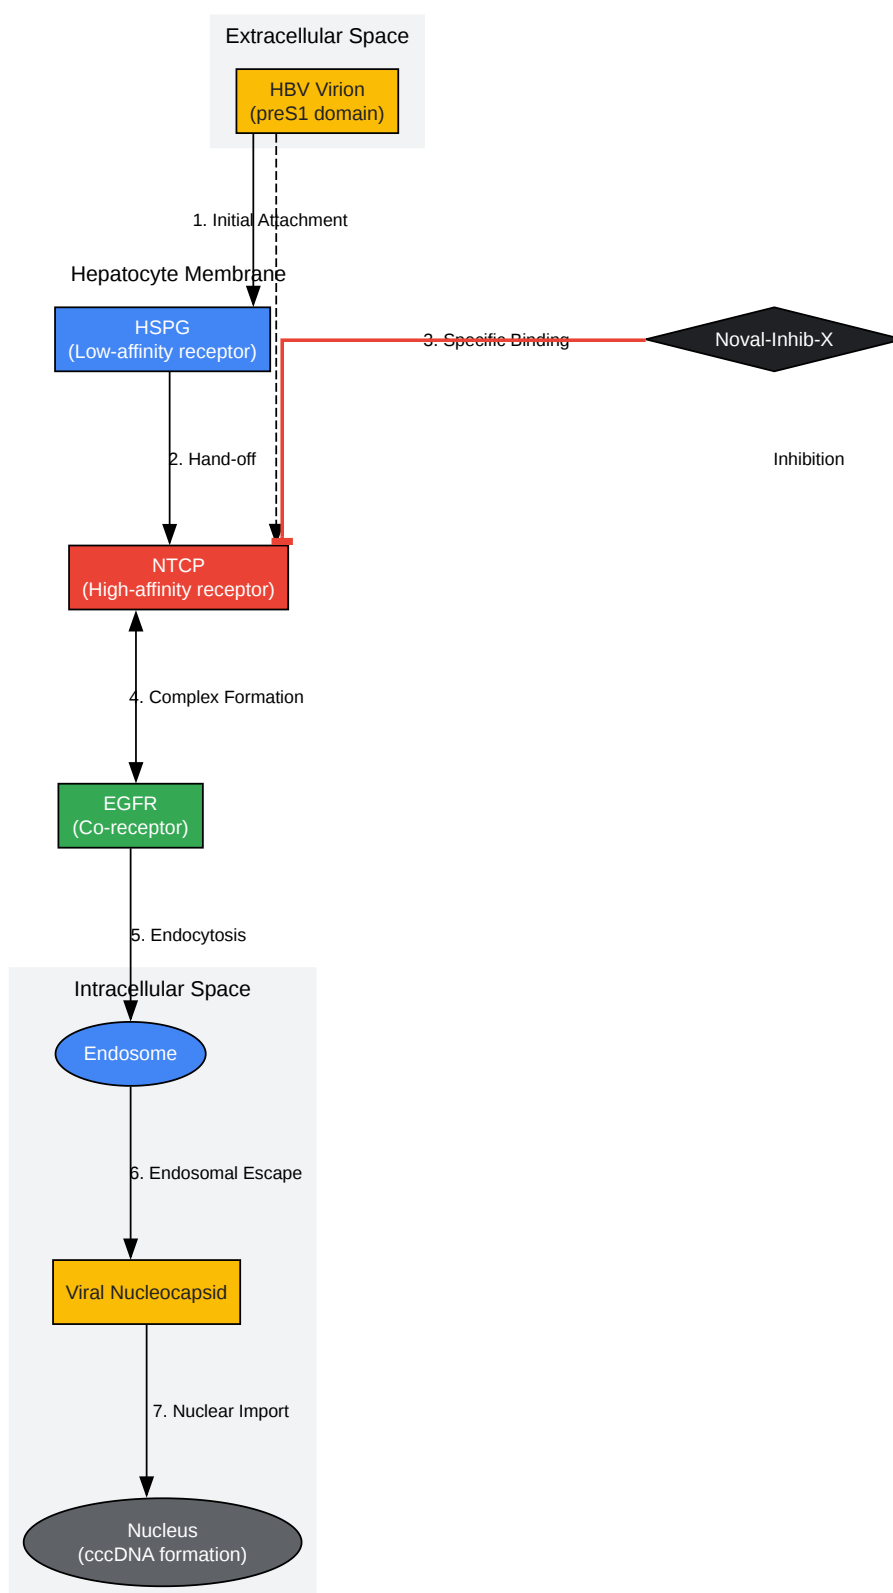 Extracellular Space
HBV Virion
(preS1 domain)
1. Initial Attachment
Hepatocyte Membrane
HSPG
(Low-affinity receptor)
3. Specific Binding
Noval-Inhib-X
2. Hand-off
Inhibition
NTCP
(High-affinity receptor)
4. Complex Formation
EGFR
(Co-receptor)
5. Endocytosis
Intracellular Space
Endosome
6. Endosomal Escape
Viral Nucleocapsid
7. Nuclear Import
Nucleus
(cccDNA formation)